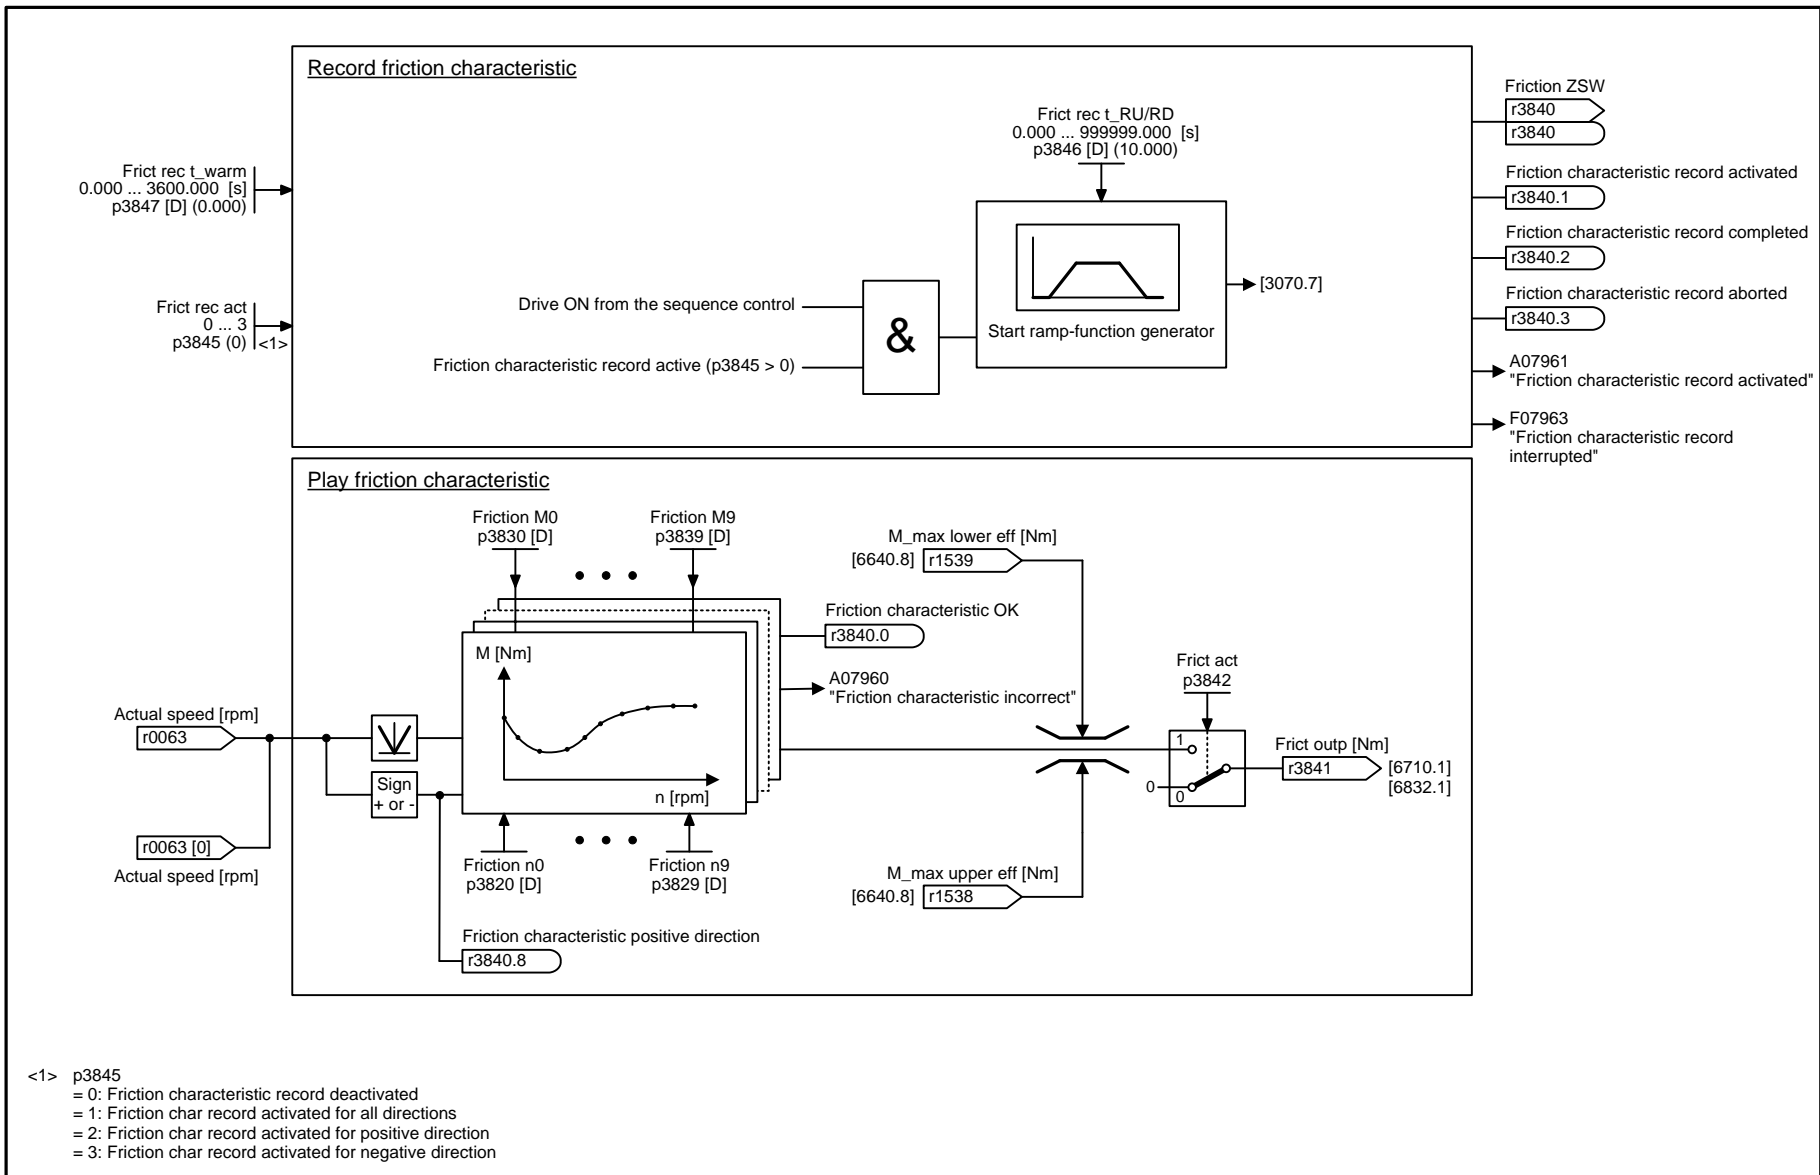 Record friction characteristic
Frict rec t_warm
0.000 ... 3600.000 [s]
p3847 [D] (0.000)
Frict rec act
0 ... 3
p3845 (0)
<1>
Frict rec t_RU/RD
0.000 ... 999999.000 [s]
p3846 [D] (10.000)
Drive ON from the sequence control
Friction characteristic record active (p3845 > 0)
&
Start ramp-function generator
[3070.7]
Friction ZSW
r3840
r3840
Friction characteristic record activated
r3840.1
Friction characteristic record completed
r3840.2
Friction characteristic record aborted
r3840.3
A07961
"Friction characteristic record activated"
F07963
"Friction characteristic record
interrupted"
Play friction characteristic
Friction M0
p3830 [D]
Friction M9
p3839 [D]
M_max lower eff [Nm]
[6640.8]
r1539
Friction characteristic OK
r3840.0
A07960
"Friction characteristic incorrect"
M [Nm]
n [rpm]
Actual speed [rpm]
r0063
Sign
+ or -
r0063 [0]
Actual speed [rpm]
Friction n0
p3820 [D]
Friction n9
p3829 [D]
Friction characteristic positive direction
r3840.8
M_max upper eff [Nm]
[6640.8]
r1538
Frict act
p3842
1
0
0
Frict outp [Nm]
r3841
[6710.1]
[6832.1]
<1> p3845
= 0: Friction characteristic record deactivated
= 1: Friction char record activated for all directions
= 2: Friction char record activated for positive direction
= 3: Friction char record activated for negative direction